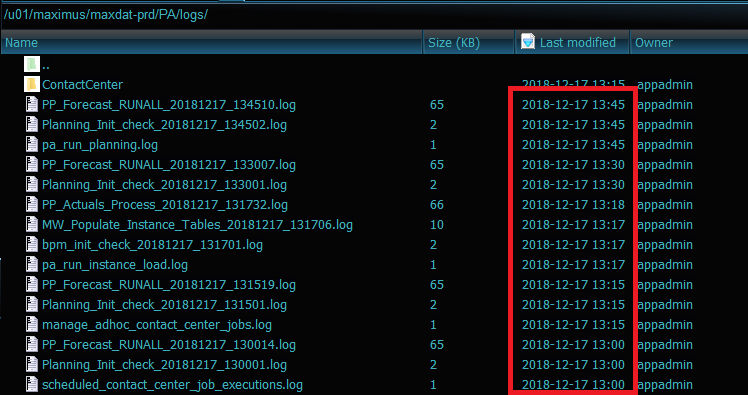 /u01/maximus/maxdat-prd/PA/logs/
Name Size (KB) Last modified Owner
..
ContactCenter 2018-12-17 13:15 appadmin
PP_Forecast_RUNALL_20181217_134510.log 65 2018-12-17 13:45 appadmin
Planning_Init_check_20181217_134502.log 2 2018-12-17 13:45 appadmin
pa_run_planning.log 1 2018-12-17 13:45 appadmin
PP_Forecast_RUNALL_20181217_133007.log 65 2018-12-17 13:30 appadmin
Planning_Init_check_20181217_133001.log 2 2018-12-17 13:30 appadmin
PP_Actuals_Process_20181217_131732.log 66 2018-12-17 13:18 appadmin
MW_Populate_Instance_Tables_20181217_131706.log 10 2018-12-17 13:17 appadmin
bpm_init_check_20181217_131701.log 2 2018-12-17 13:17 appadmin
pa_run_instance_load.log 1 2018-12-17 13:17 appadmin
PP_Forecast_RUNALL_20181217_131519.log 65 2018-12-17 13:15 appadmin
Planning_Init_check_20181217_131501.log 2 2018-12-17 13:15 appadmin
manage_adhoc_contact_center_jobs.log 1 2018-12-17 13:15 appadmin
PP_Forecast_RUNALL_20181217_130014.log 65 2018-12-17 13:00 appadmin
Planning_Init_check_20181217_130001.log 2 2018-12-17 13:00 appadmin
scheduled_contact_center_job_executions.log 1 2018-12-17 13:00 appadmin